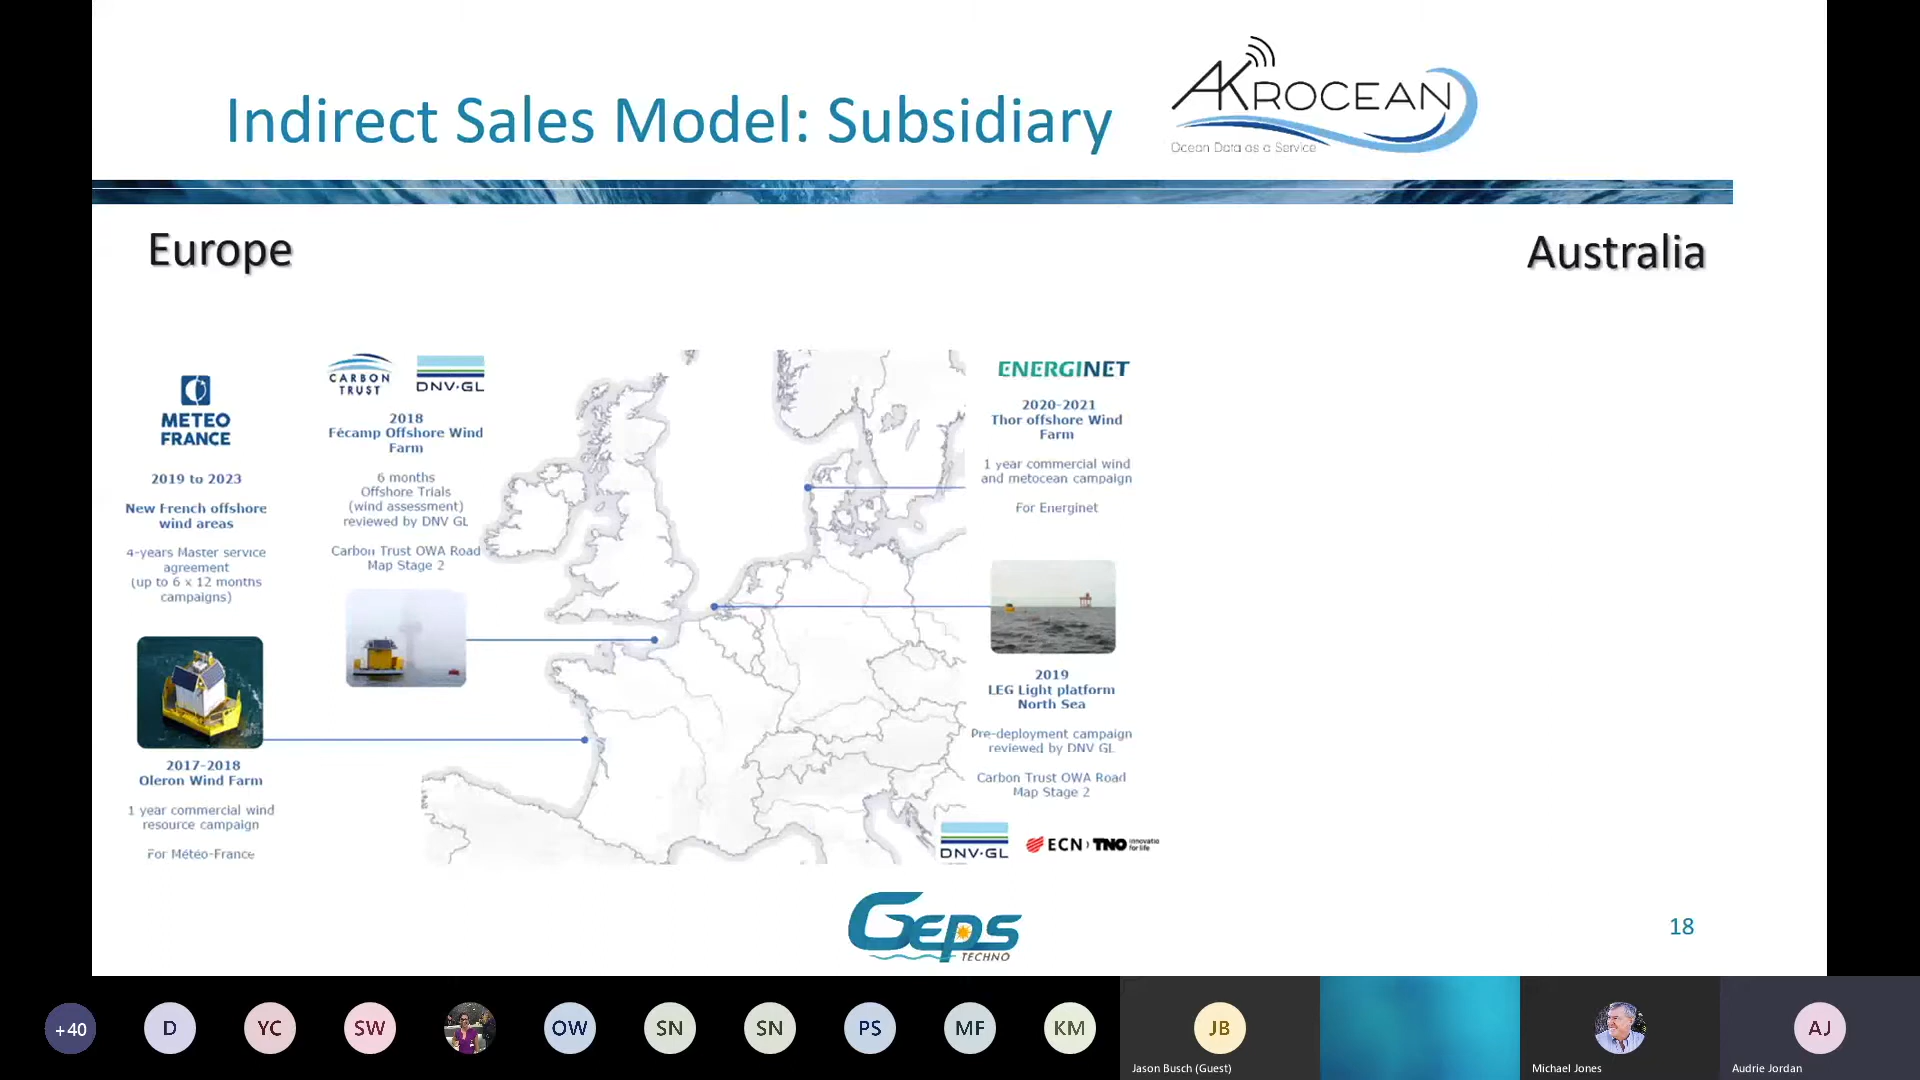 Indirect Sales Model: Subsidiary
AKROCEAN
Ocean Data as a Service
Europe
Australia
METEO
FRANCE
2019 to 2023
New French offshore
wind areas
4-years Master service
agreement
(up to 6 x 12 months
campaigns)
2017-2018
Oleron Wind Farm
1 year commercial wind
resource campaign
For Météo-France
CARBON
TRUST
DNV·GL
2018
Fécamp Offshore Wind
Farm
6 months
Offshore Trials
(wind assessment)
reviewed by DNV GL
Carbon Trust OWA Road
Map Stage 2
ENERGINET
2020-2021
Thor offshore Wind
Farm
1 year commercial wind
and metocean campaign
For Energinet
2019
LEG Light platform
North Sea
Pre-deployment campaign
reviewed by DNV GL
Carbon Trust OWA Road
Map Stage 2
DNV·GL
ECN › TNO innovatio
for life
GEPS
TECHNO
18
+40
D
YC
SW
OW
SN
SN
PS
MF
KM
JB
AJ
Jason Busch (Guest)
Michael Jones
Audrie Jordan